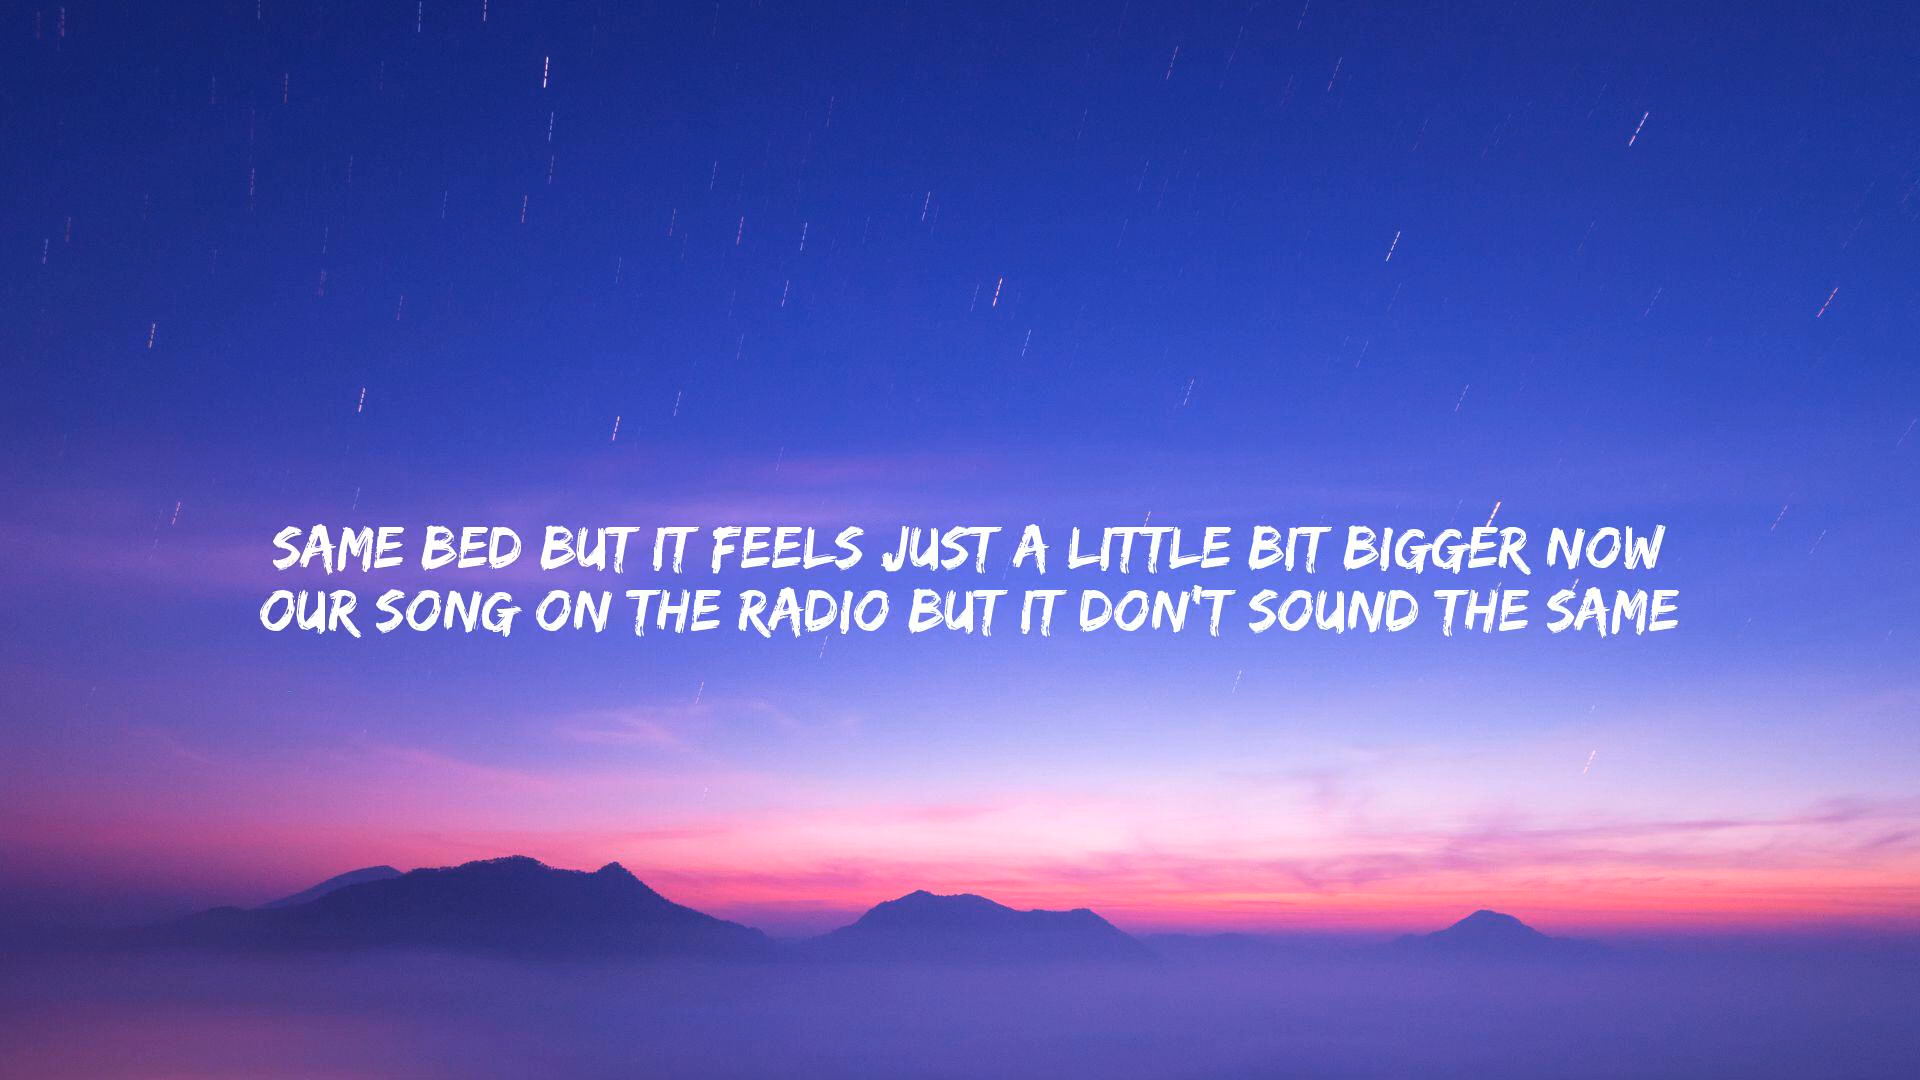 SAME BED BUT IT FEELS JUST A LITTLE BIT BIGGER NOW
OUR SONG ON THE RADIO BUT IT DON'T SOUND THE SAME